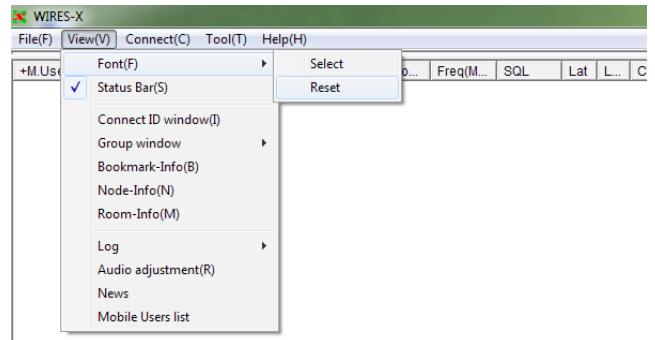 WIRES-X
File(F) View(V) Connect(C) Tool(T) Help(H)
+M.Use o... Freq(M... SQL Lat L... C
Font(F)
Select
Status Bar(S)
Reset
Connect ID window(I)
Group window
Bookmark-Info(B)
Node-Info(N)
Room-Info(M)
Log
Audio adjustment(R)
News
Mobile Users list